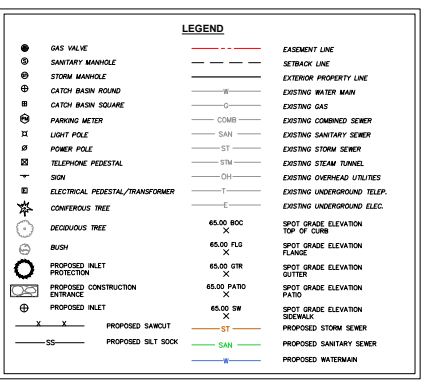 LEGEND
GAS VALVE
S SANITARY MANHOLE
STORM MANHOLE
CATCH BASIN ROUND
CATCH BASIN SQUARE
PM PARKING METER
LIGHT POLE
POWER POLE
TELEPHONE PEDESTAL
SIGN
E ELECTRICAL PEDESTAL/TRANSFORMER
CONIFEROUS TREE
DECIDUOUS TREE
BUSH
PROPOSED INLET
PROTECTION
PROPOSED CONSTRUCTION
ENTRANCE
PROPOSED INLET
X X PROPOSED SAWCUT
SS PROPOSED SILT SOCK
EASEMENT LINE
SETBACK LINE
EXTERIOR PROPERTY LINE
W EXISTING WATER MAIN
G EXISTING GAS
COMB EXISTING COMBINED SEWER
SAN EXISTING SANITARY SEWER
ST EXISTING STORM SEWER
STM EXISTING STEAM TUNNEL
OH EXISTING OVERHEAD UTILITIES
T EXISTING UNDERGROUND TELEP.
E EXISTING UNDERGROUND ELEC.
65.00 BOC SPOT GRADE ELEVATION
X TOP OF CURB
65.00 FLG SPOT GRADE ELEVATION
X FLANGE
65.00 GTR SPOT GRADE ELEVATION
X GUTTER
65.00 PATIO SPOT GRADE ELEVATION
X PATIO
65.00 SW SPOT GRADE ELEVATION
X SIDEWALK
ST PROPOSED STORM SEWER
SAN PROPOSED SANITARY SEWER
W PROPOSED WATERMAIN